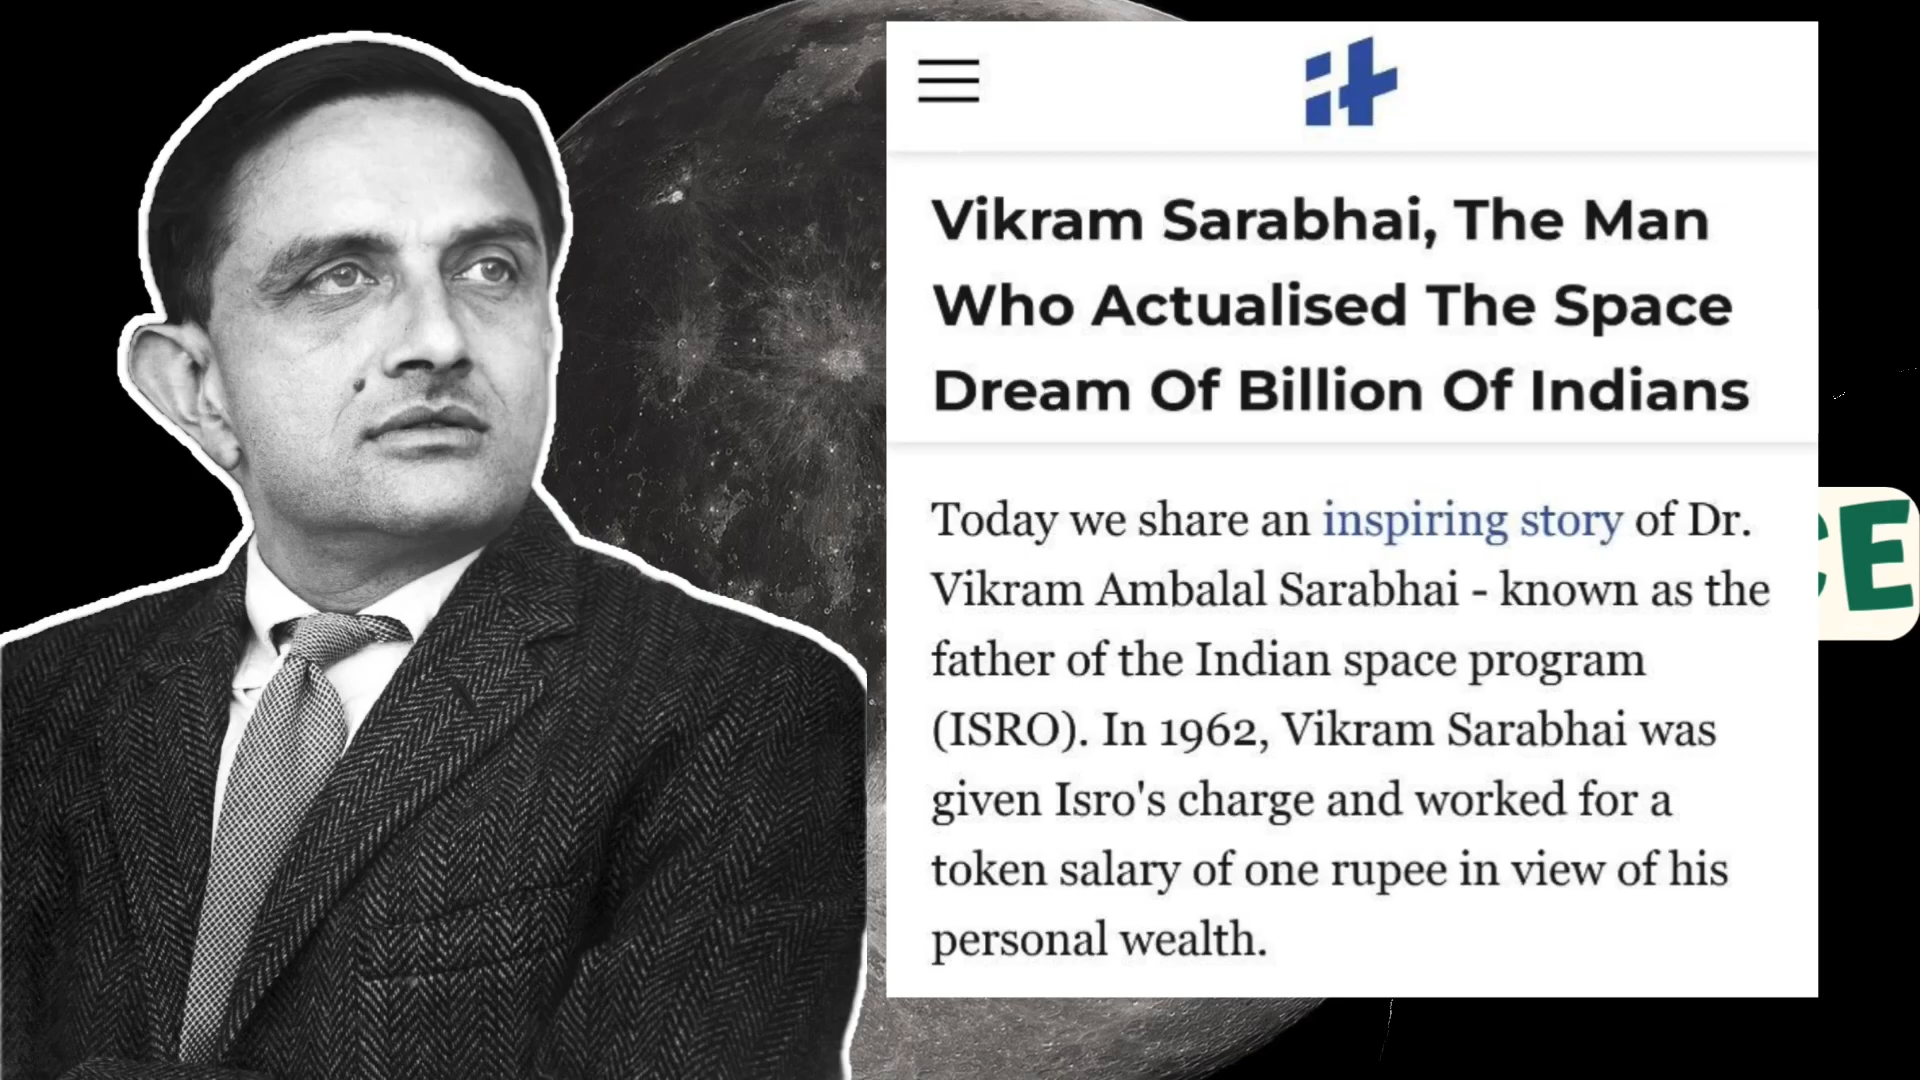 it
Vikram Sarabhai, The Man
Who Actualised The Space
Dream Of Billion Of Indians
Today we share an inspiring story of Dr.
Vikram Ambalal Sarabhai - known as the
father of the Indian space program
(ISRO). In 1962, Vikram Sarabhai was
given Isro's charge and worked for a
token salary of one rupee in view of his
personal wealth.
CE